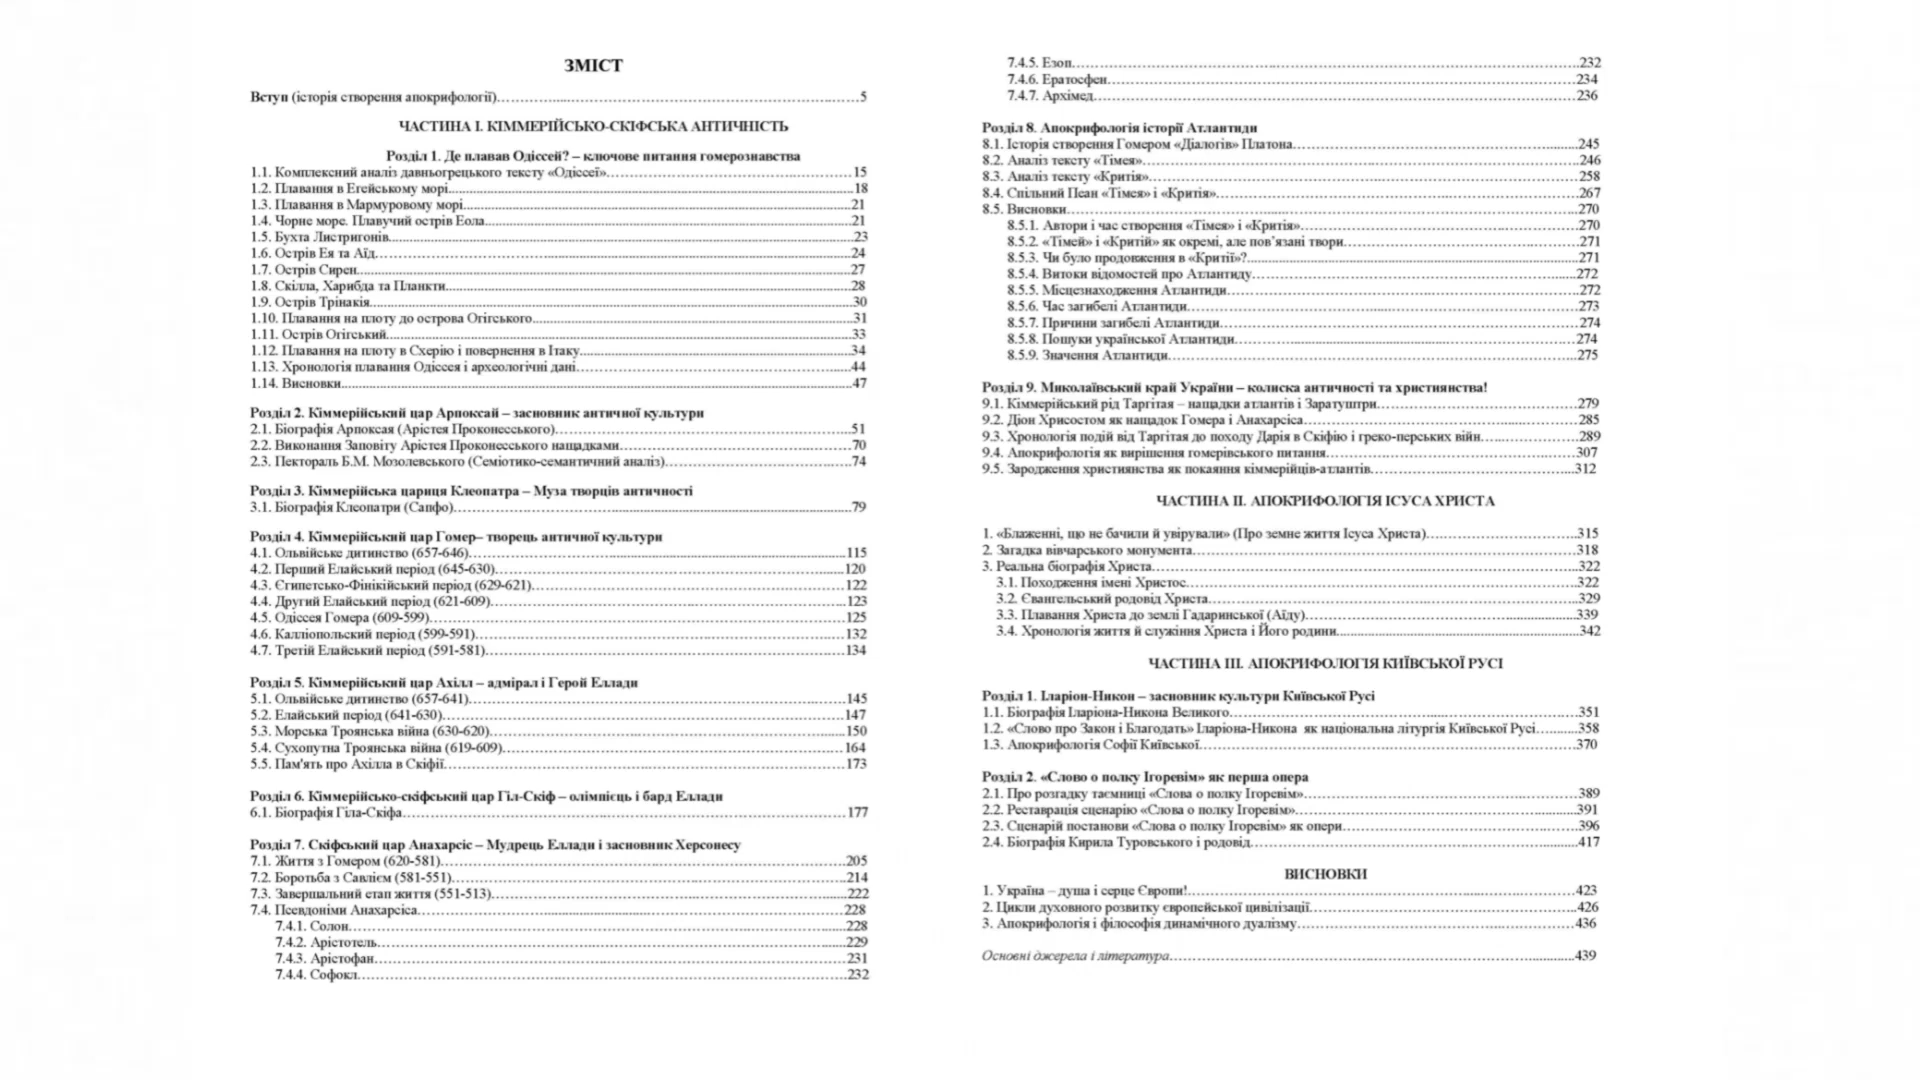 ЗМІСТ
Вступ (історія створення апокрифології)……………...………………………………………………….….….…5
ЧАСТИНА І. КІММЕРІЙСЬКО-СКІФСЬКА АНТИЧНІСТЬ
Розділ 1. Де плавав Одіссей? – ключове питання гомерознавства
1.1. Комплексний аналіз давньогрецького тексту «Одіссеї»……………………………………………15
1.2. Плавання в Егейському морі.......................................................................................18
1.3. Плавання в Мармуровому морі....................................................................................21
1.4. Чорне море. Плавучий острів Еола..............................................................................21
1.5. Бухта Листригонів.......................................................................................................23
1.6. Острів Ея та Аїд..........................................................................................................24
1.7. Острів Сирен...............................................................................................................27
1.8. Скілла, Харибда та Планкти........................................................................................28
1.9. Острів Трінакія............................................................................................................30
1.10. Плавання на плоту до острова Огігського...................................................................31
1.11. Острів Огігський.........................................................................................................33
1.12. Плавання на плоту в Схерію і повернення в Ітаку........................................................34
1.13. Хронологія плавання Одіссея і археологічні дані........................................................44
1.14. Висновки....................................................................................................................47
Розділ 2. Кіммерійський цар Арпоксай – засновник античної культури
2.1. Біографія Арпоксая (Арістея Проконесського)……………………………………………………51
2.2. Виконання Заповіту Арістея Проконесського нащадками…………………………………………70
2.3. Пектораль Б.М. Мозолевського (Семіотико-семантичний аналіз)…………………………………74
Розділ 3. Кіммерійська цариця Клеопатра – Муза творців античності
3.1. Біографія Клеопатри (Сапфо)……………………………..........................................................79
Розділ 4. Кіммерійський цар Гомер– творець античної культури
4.1. Ольвійське дитинство (657-646)…………………………........................................................115
4.2. Перший Елайський період (645-630)……………………........................................................120
4.3. Єгипетсько-Фінікійський період (629-621)………………......................................................122
4.4. Другий Елайський період (621-609)……………………........................................................123
4.5. Одіссея Гомера (609-599)………………………………........................................................125
4.6. Калліопольский період (599-591)………………………........................................................132
4.7. Третій Елайський період (591-581)……………………………………………………………………134
Розділ 5. Кіммерійський цар Ахілл – адмірал і Герой Еллади
5.1. Ольвійське дитинство (657-641)…………………………………………………………………….145
5.2. Елайський період (641-630)…………………………………………………………………………147
5.3. Морська Троянська війна (630-620)………………………………………………………………...150
5.4. Сухопутна Троянська війна (619-609)………………………………………………………………164
5.5. Пам'ять про Ахілла в Скіфії…………………………………………………………………………173
Розділ 6. Кіммерійсько-скіфський цар Гіл-Скіф – олімпієць і бард Еллади
6.1. Біографія Гіла-Скіфа…………………………………………………………………………………177
Розділ 7. Скіфський цар Анахарсіс – Мудрець Еллади і засновник Херсонесу
7.1. Життя з Гомером (620-581)……………………………………………………………………........205
7.2. Боротьба з Савлієм (581-551)………………………………………………………………….......214
7.3. Завершальний етап життя (551-513)…………………………………………………………........222
7.4. Псевдоніми Анахарсіса……………………...........................……………………………………228
7.4.1. Солон……………………………………………………………………………………........228
7.4.2. Арістотель………………………………………………………………………………........229
7.4.3. Арістофан……………………………………………………………………………………231
7.4.4. Софокл………………………………………………………………………………….........232
7.4.5. Езоп………………………………………………………………………………………….232
7.4.6. Ератосфен……………………………………………………………………………………234
7.4.7. Архімед………………………………………………………………………………………236
Розділ 8. Апокрифологія історії Атлантиди
8.1. Історія створення Гомером «Діалогів» Платона……………………………………………..........245
8.2. Аналіз тексту «Тімея»………………………………………………………………………………246
8.3. Аналіз тексту «Критія»………………………………………………………………………………258
8.4. Спільний Пеан «Тімея» і «Критія»…………………………………………………………………267
8.5. Висновки………………………………………………………………………………………………270
8.5.1. Автори і час створення «Тімея» і «Критія»…………………………………………………270
8.5.2. «Тімей» і «Критій» як окремі, але пов’язані твори…………………………………………271
8.5.3. Чи було продовження в «Критії»?……………………………………………………………271
8.5.4. Витоки відомостей про Атлантиду……………………………………………………......272
8.5.5. Місцезнаходження Атлантиди………………………………………………………….......272
8.5.6. Час загибелі Атлантиди………………………………………………………………………273
8.5.7. Причини загибелі Атлантиди…………………………………………………………………274
8.5.8. Пошуки української Атлантиди………………………………………………………………274
8.5.9. Значення Атлантиди……………………………………………………………………………275
Розділ 9. Миколаївський край України – колиска античності та християнства!
9.1. Кіммерійський рід Таргітая – нащадки атлантів і Заратуштри……………………………………279
9.2. Діон Хрисостом як нащадок Гомера і Анахарсіса…………………………………………….......285
9.3. Хронологія подій від Таргітая до походу Дарія в Скіфію і греко-перських війн………………...289
9.4. Апокрифологія як вирішення гомерівського питання………………………………………………307
9.5. Зародження християнства як покаяння кіммерійців-атлантів…………………………………....312
ЧАСТИНА ІІ. АПОКРИФОЛОГІЯ ІСУСА ХРИСТА
1. «Блаженні, що не бачили й увірували» (Про земне життя Ісуса Христа)……………………………315
2. Загадка вівчарського монумента………………………………………………………………………318
3. Реальна біографія Христа………………………………………………………………………………322
3.1. Походження імені Христос……………………………………………………………………………322
3.2. Євангельський родовід Христа………………………………………………………………………329
3.3. Плавання Христа до землі Гадаринської (Аїду)…………………………………....................339
3.4. Хронологія життя й служіння Христа і Його родини...............................................................342
ЧАСТИНА ІІІ. АПОКРИФОЛОГІЯ КИЇВСЬКОЇ РУСІ
Розділ 1. Іларіон-Никон – засновник культури Київської Русі
1.1. Біографія Іларіона-Никона Великого…………………………………………………………………351
1.2. «Слово про Закон і Благодать» Іларіона-Никона як національна літургія Київської Русі…..........358
1.3. Апокрифологія Софії Київської………………………………………………………………………370
Розділ 2. «Слово о полку Ігоревім» як перша опера
2.1. Про розгадку таємниці «Слова о полку Ігоревім»……………………………………………………389
2.2. Реставрація сценарію «Слова о полку Ігоревім»…………………………………………….........391
2.3. Сценарій постанови «Слова о полку Ігоревім» як опери……………………………………………396
2.4. Біографія Кирила Туровського і родовід……………………………………………………..........417
ВИСНОВКИ
1. Україна – душа і серце Європи!………………………………………………………………………423
2. Цикли духовного розвитку європейської цивілізації……………………………………………......426
3. Апокрифологія і філософія динамічного дуалізму……………………………………………………436
Основні джерела і література……………………………………………………………………............439